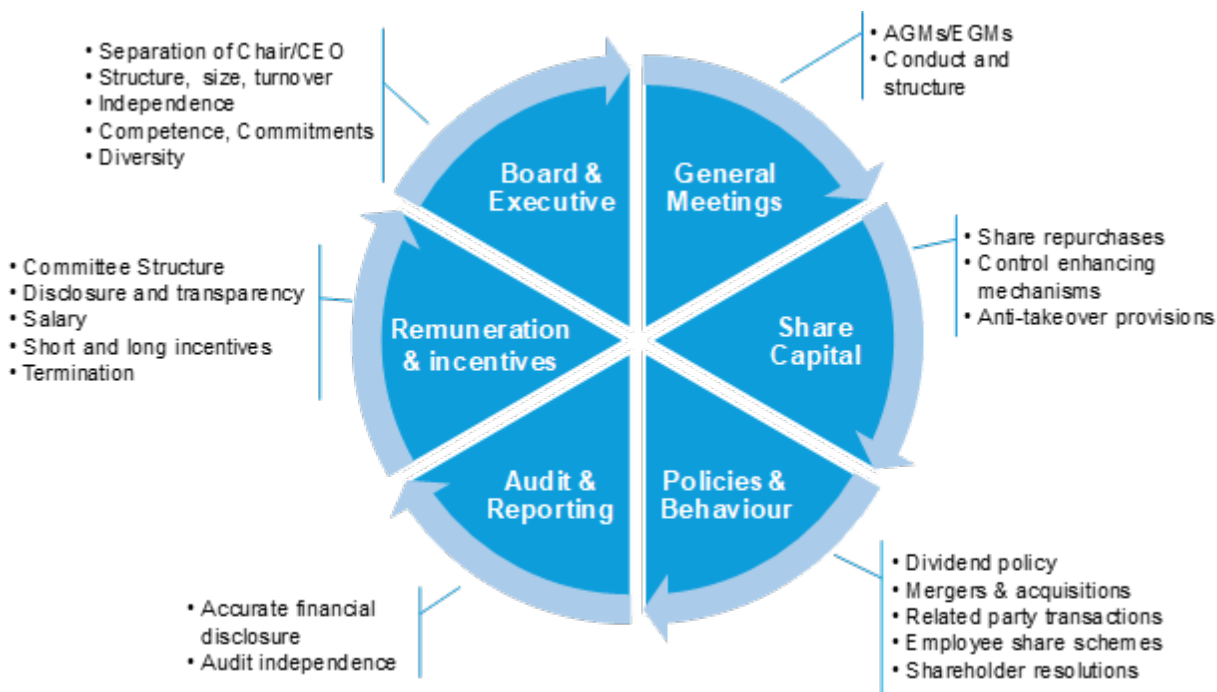 • Separation of Chair/CEO
• Structure, size, turnover
• Independence
• Competence, Commitments
• Diversity
• AGMs/EGMs
• Conduct and
structure
Board &
Executive
General
Meetings
• Committee Structure
• Disclosure and transparency
• Salary
• Short and long incentives
• Termination
Remuneration
& incentives
Share
Capital
• Share repurchases
• Control enhancing
mechanisms
• Anti-takeover provisions
Audit &
Reporting
Policies &
Behaviour
• Accurate financial
disclosure
• Audit independence
• Dividend policy
• Mergers & acquisitions
• Related party transactions
• Employee share schemes
• Shareholder resolutions